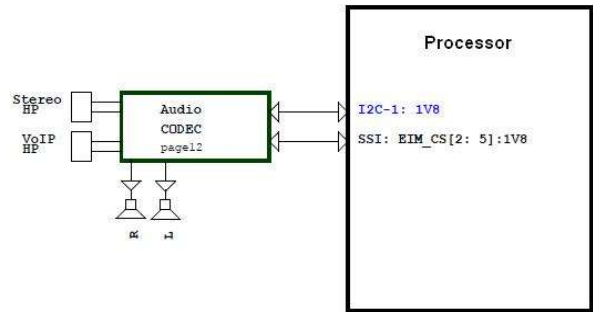 Processor
Stereo
HP
Audio
CODEC
page12
I2C-1: 1V8
VoIP
HP
SSI: EIM_CS[2: 5]:1V8
R
L